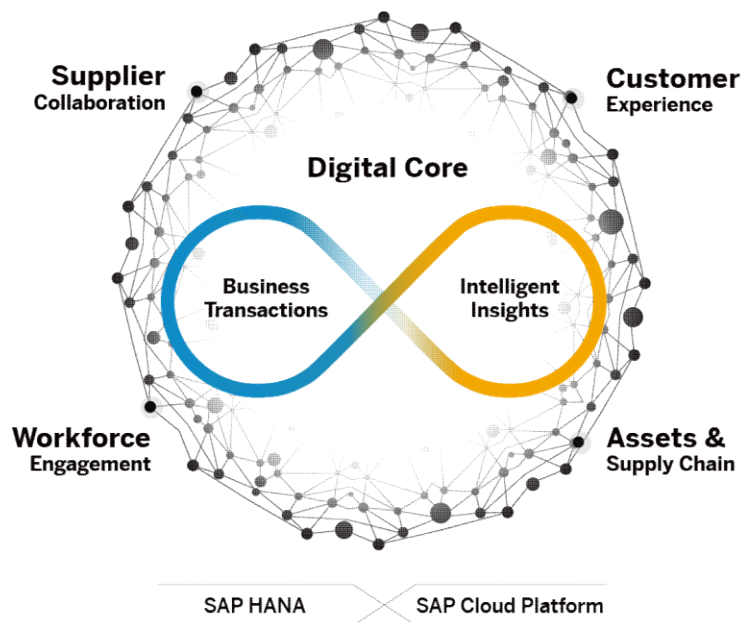 Supplier
Collaboration
Customer
Experience
Digital Core
Business
Transactions
Intelligent
Insights
Workforce
Engagement
Assets &
Supply Chain
SAP HANA
SAP Cloud Platform